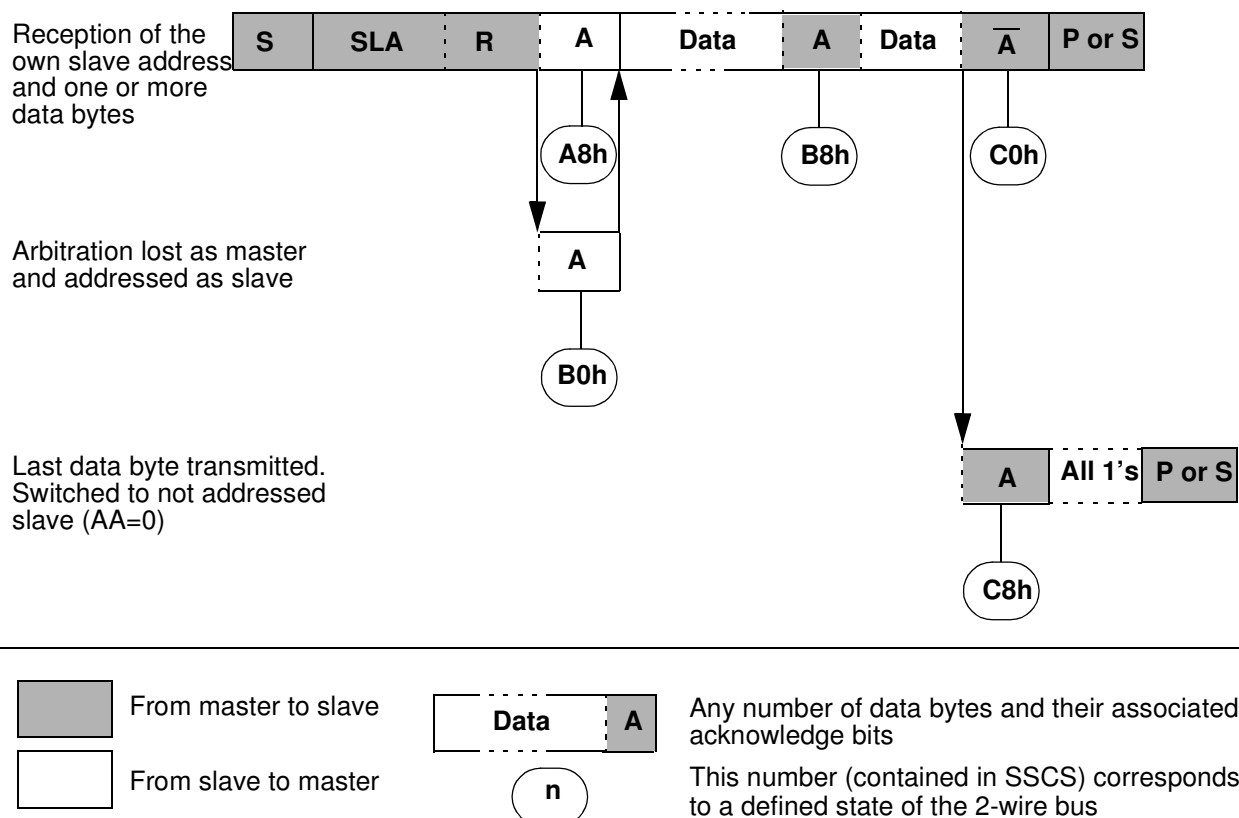 Reception of the
own slave address
and one or more
data bytes
S SLA R A Data A Data A̅ P or S
A8h B8h C0h
Arbitration lost as master
and addressed as slave
A
B0h
Last data byte transmitted.
Switched to not addressed
slave (AA=0)
A All 1's P or S
C8h
From master to slave
From slave to master
Data A
n
Any number of data bytes and their associated
acknowledge bits
This number (contained in SSCS) corresponds
to a defined state of the 2-wire bus